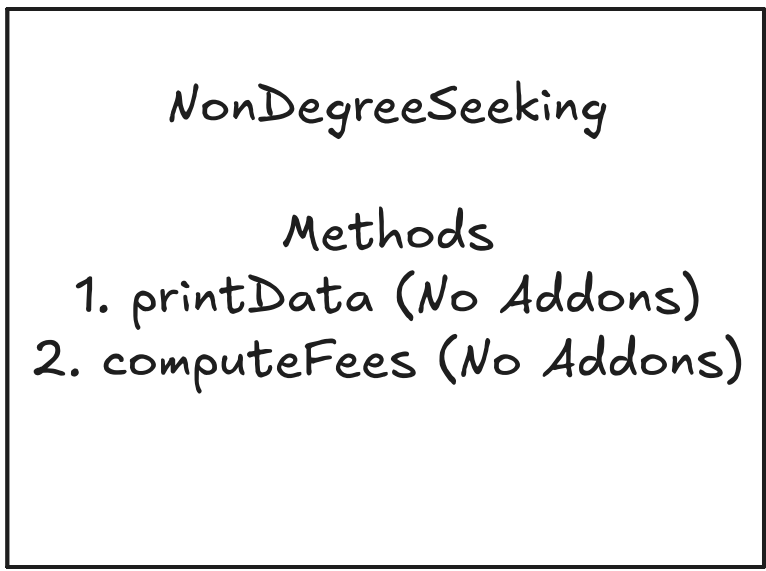 NonDegreeSeeking
Methods
1. printData (No Addons)
2. computeFees (No Addons)